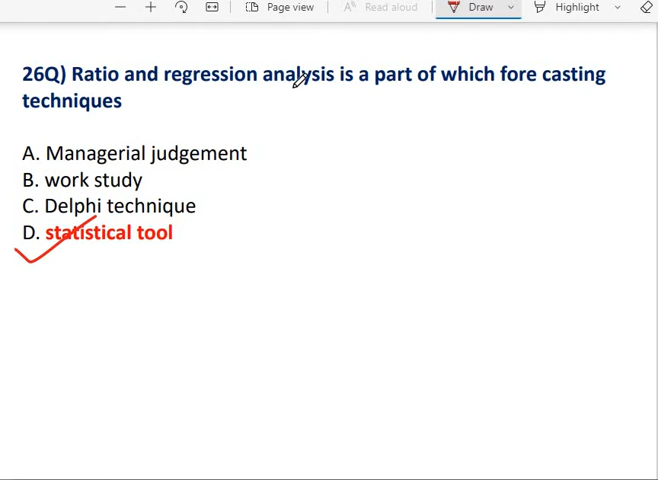 Page view
Read aloud
Draw
Highlight
26Q) Ratio and regression analysis is a part of which fore casting
techniques
A. Managerial judgement
B. work study
C. Delphi technique
D. statistical tool